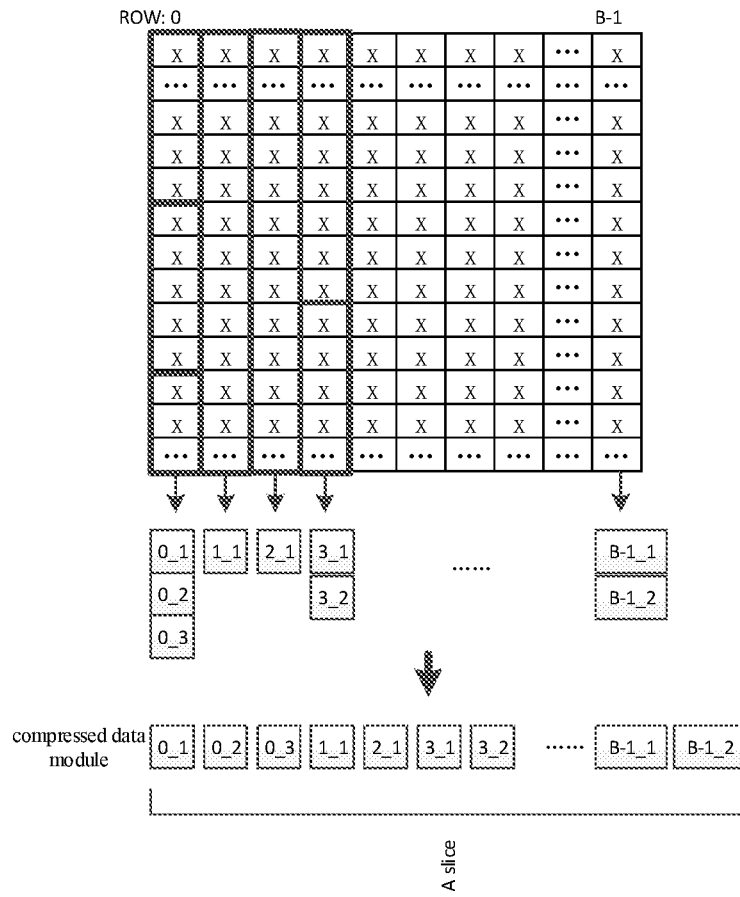 ROW: 0 B-1
X X X X X X X X ... X
... ... ... ... ... ... ... ... ... ...
X X X X X X X X ... X
X X X X X X X X ... X
X X X X X X X X ... X
X X X X X X X X ... X
X X X X X X X X ... X
X X X X X X X X ... X
X X X X X X X X ... X
X X X X X X X X ... X
X X X X X X X X ... X
X X X X X X X X ... X
... ... ... ... ... ... ... ... ... ...
0_1 1_1 2_1 3_1 ...... B-1_1
0_2 3_2 B-1_2
0_3
compressed data
module
0_1 0_2 0_3 1_1 2_1 3_1 3_2 ...... B-1_1 B-1_2
A slice